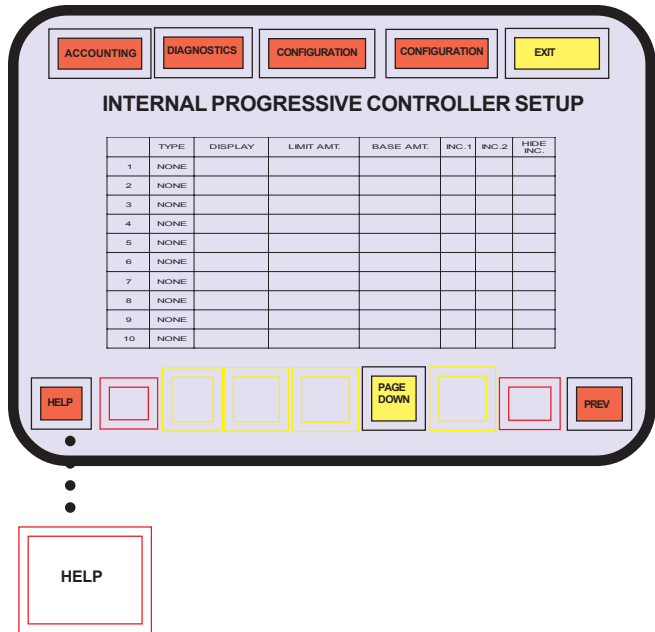 ACCOUNTING DIAGNOSTICS CONFIGURATION CONFIGURATION EXIT
INTERNAL PROGRESSIVE CONTROLLER SETUP
TYPE DISPLAY LIMIT AMT. BASE AMT. INC.1 INC.2 HIDE INC.
1 NONE
2 NONE
3 NONE
4 NONE
5 NONE
6 NONE
7 NONE
8 NONE
9 NONE
10 NONE
HELP PAGE DOWN PREV
HELP